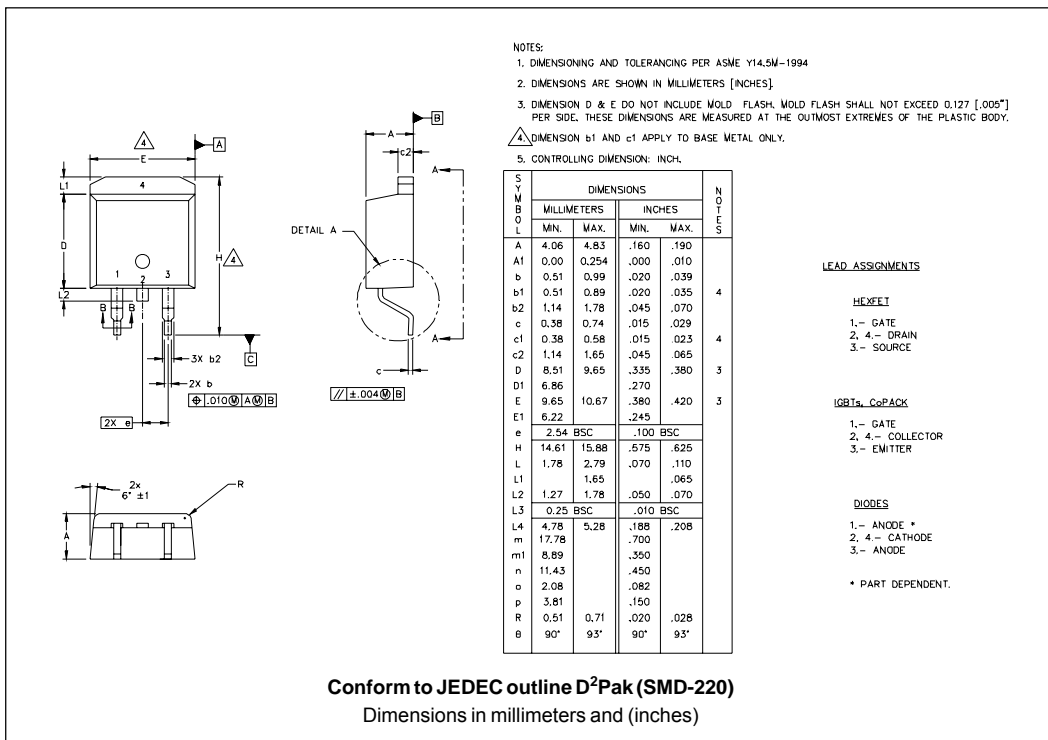 NOTES:
1. DIMENSIONING AND TOLERANCING PER ASME Y14.5M-1994
2. DIMENSIONS ARE SHOWN IN MILLIMETERS [INCHES].
3. DIMENSION D & E DO NOT INCLUDE MOLD FLASH. MOLD FLASH SHALL NOT EXCEED 0.127 [.005"]
PER SIDE. THESE DIMENSIONS ARE MEASURED AT THE OUTMOST EXTREMES OF THE PLASTIC BODY.
4. DIMENSION b1 AND c1 APPLY TO BASE METAL ONLY.
5. CONTROLLING DIMENSION: INCH.
4
A
E
L1
4
D
H 4
1 2 3
L2
B B
C
3X b2
2X b
⌖ .010Ⓜ AⓂ B
2X e
A
B
c2
A
DETAIL A
A
c
// ±.004Ⓜ B
2x
6° ±1
R
A
SYMBOL DIMENSIONS NOTES
MILLIMETERS INCHES
MIN. MAX. MIN. MAX.
A 4.06 4.83 .160 .190
A1 0.00 0.254 .000 .010
b 0.51 0.99 .020 .039
b1 0.51 0.89 .020 .035 4
b2 1.14 1.78 .045 .070
c 0.38 0.74 .015 .029
c1 0.38 0.58 .015 .023 4
c2 1.14 1.65 .045 .065
D 8.51 9.65 .335 .380 3
D1 6.86 .270
E 9.65 10.67 .380 .420 3
E1 6.22 .245
e 2.54 BSC .100 BSC
H 14.61 15.88 .575 .625
L 1.78 2.79 .070 .110
L1 1.65 .065
L2 1.27 1.78 .050 .070
L3 0.25 BSC .010 BSC
L4 4.78 5.28 .188 .208
m 17.78 .700
m1 8.89 .350
n 11.43 .450
o 2.08 .082
p 3.81 .150
R 0.51 0.71 .020 .028
θ 90° 93° 90° 93°
LEAD ASSIGNMENTS
HEXFET
1.- GATE
2, 4.- DRAIN
3.- SOURCE
IGBTs, CoPACK
1.- GATE
2, 4.- COLLECTOR
3.- EMITTER
DIODES
1.- ANODE *
2, 4.- CATHODE
3.- ANODE
* PART DEPENDENT.
Conform to JEDEC outline D²Pak (SMD-220)
Dimensions in millimeters and (inches)